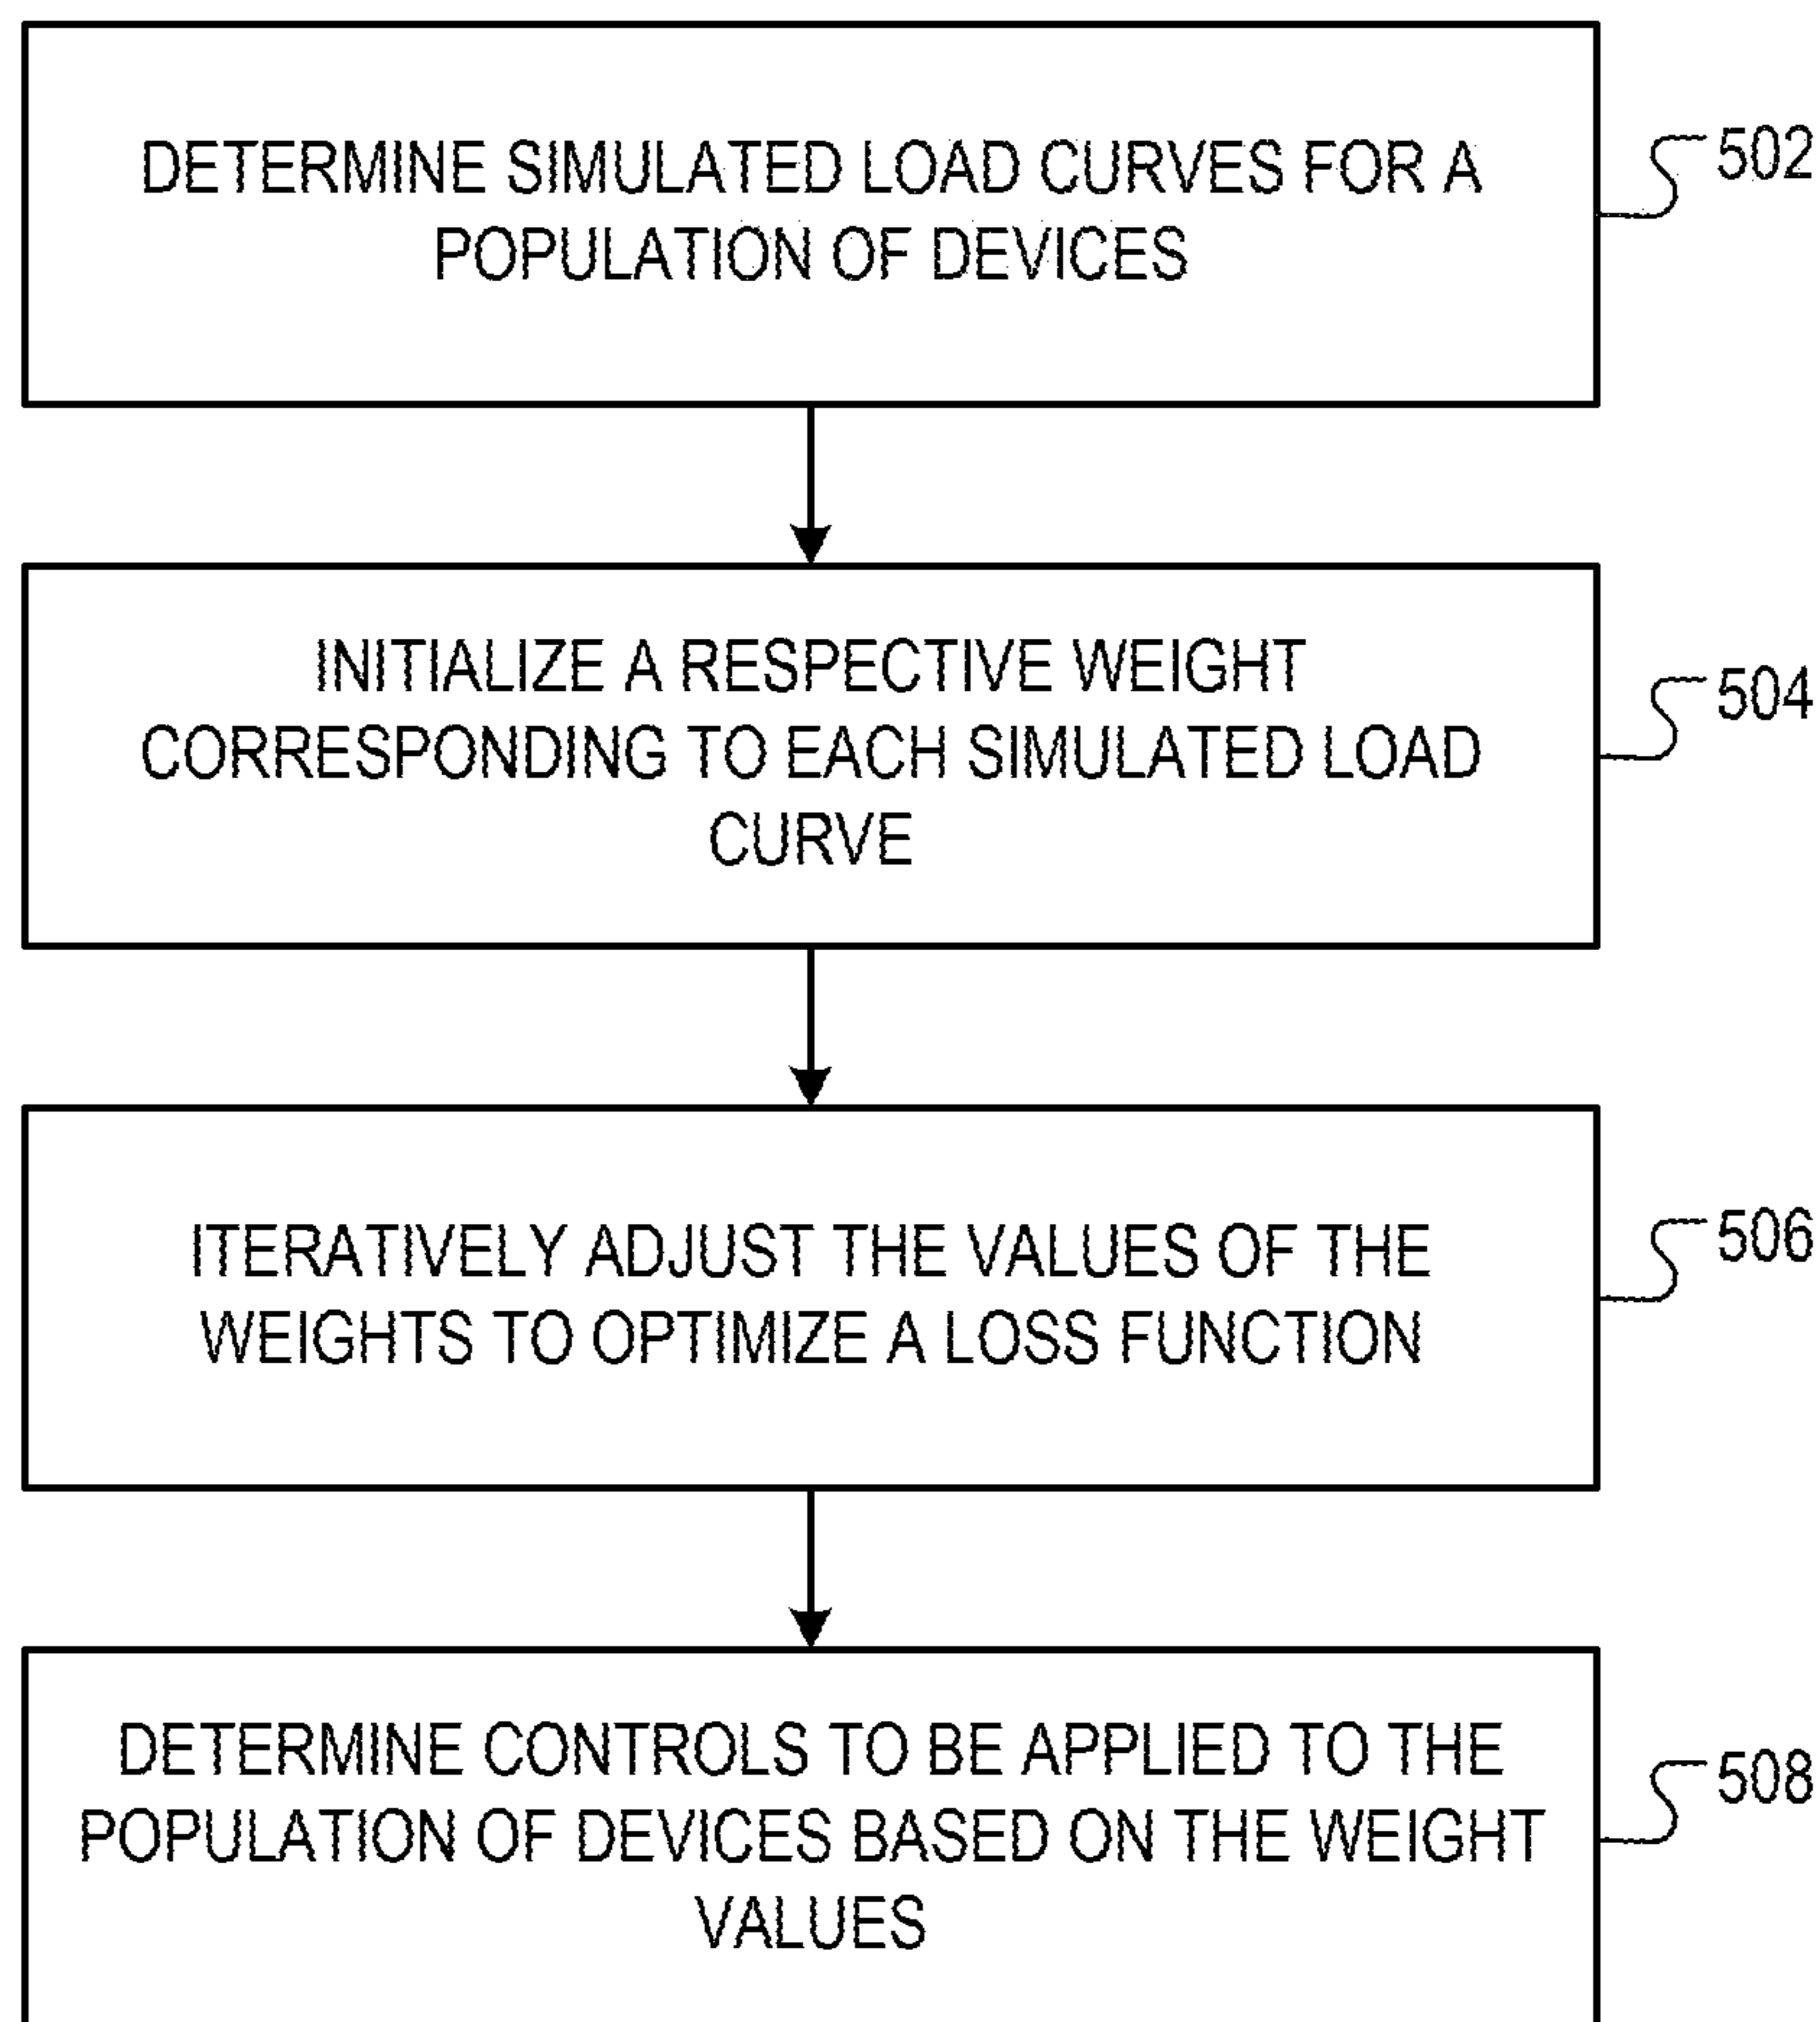 DETERMINE SIMULATED LOAD CURVES FOR A
POPULATION OF DEVICES
502
INITIALIZE A RESPECTIVE WEIGHT
CORRESPONDING TO EACH SIMULATED LOAD
CURVE
504
ITERATIVELY ADJUST THE VALUES OF THE
WEIGHTS TO OPTIMIZE A LOSS FUNCTION
506
DETERMINE CONTROLS TO BE APPLIED TO THE
POPULATION OF DEVICES BASED ON THE WEIGHT
VALUES
508